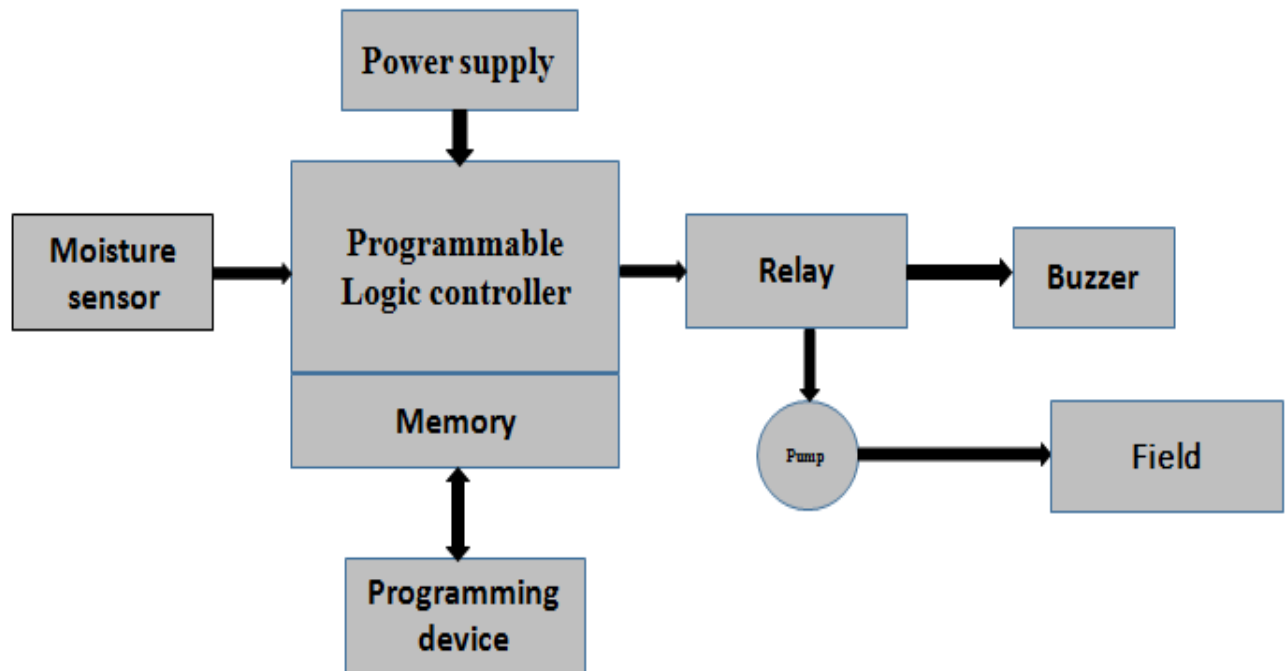 Power supply
Moisture
sensor
Programmable
Logic controller
Relay
Buzzer
Memory
Pump
Field
Programming
device